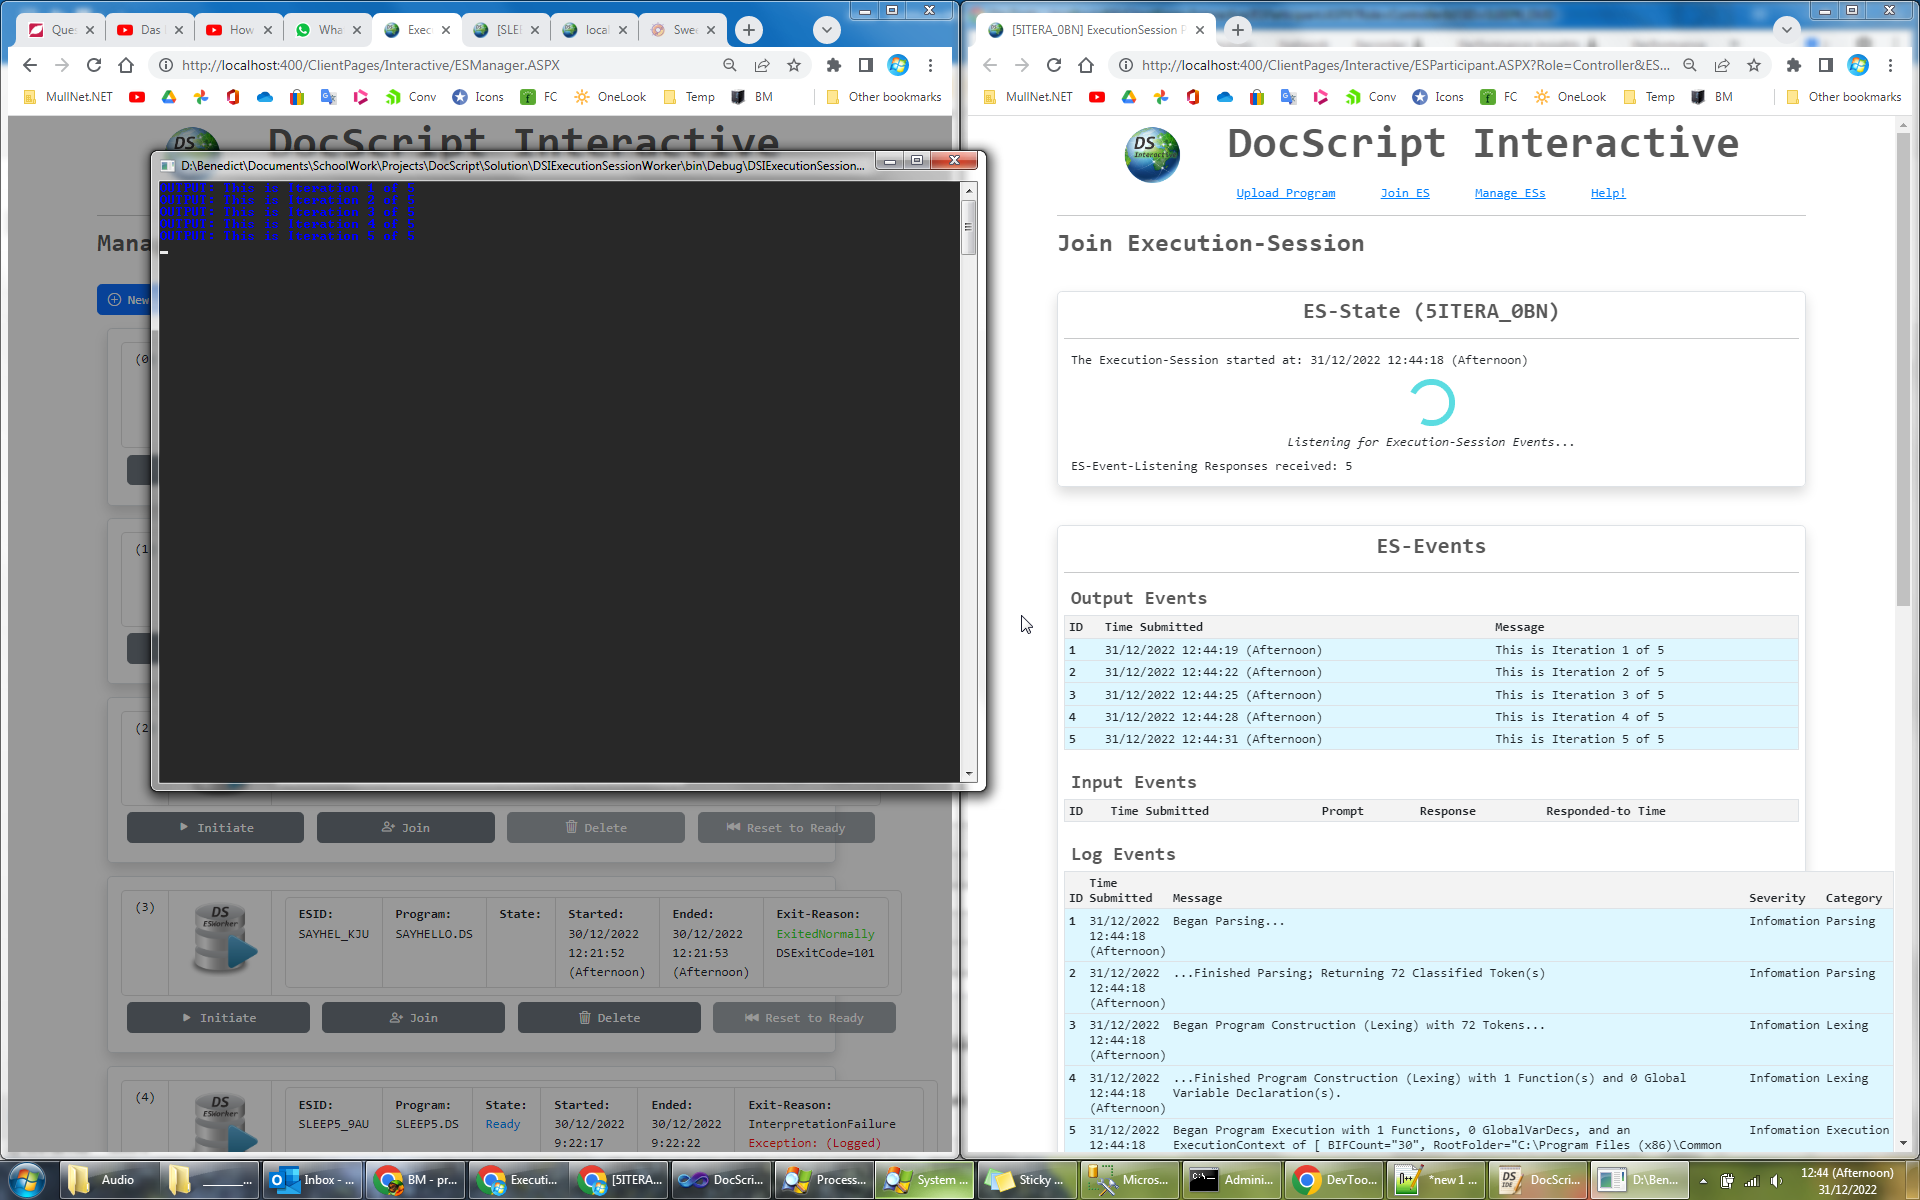 Ques
Das
How
Wha
Exec
[SLE
local
Swe
http://localhost:400/ClientPages/Interactive/ESManager.ASPX
MullNet.NET
Conv
Icons
FC
OneLook
Temp
BM
Other bookmarks
DocScript Interactive
D:\Benedict\Documents\SchoolWork\Projects\DocScript\Solution\DSIExecutionSessionWorker\bin\Debug\DSIExecutionSession...
OUTPUT: This is Iteration 1 of 5
OUTPUT: This is Iteration 2 of 5
OUTPUT: This is Iteration 3 of 5
OUTPUT: This is Iteration 4 of 5
OUTPUT: This is Iteration 5 of 5
Mana
New
(0
(1
(2
Initiate
Join
Delete
Reset to Ready
(3)
DS
ESWorker
ESID:
Program:
State:
Started:
Ended:
Exit-Reason:
SAYHEL_KJU
SAYHELLO.DS
30/12/2022
30/12/2022
ExitedNormally
12:21:52
12:21:53
DSExitCode=101
(Afternoon)
(Afternoon)
Initiate
Join
Delete
Reset to Ready
(4)
DS
ESWorker
ESID:
Program:
State:
Started:
Ended:
Exit-Reason:
SLEEP5_9AU
SLEEP5.DS
Ready
30/12/2022
30/12/2022
InterpretationFailure
9:22:17
9:22:22
Exception: (Logged)
[5ITERA_0BN] ExecutionSession P
http://localhost:400/ClientPages/Interactive/ESParticipant.ASPX?Role=Controller&ES...
MullNet.NET
Conv
Icons
FC
OneLook
Temp
BM
Other bookmarks
DS
Interactive
DocScript Interactive
Upload Program
Join ES
Manage ESs
Help!
Join Execution-Session
ES-State (5ITERA_0BN)
The Execution-Session started at: 31/12/2022 12:44:18 (Afternoon)
Listening for Execution-Session Events...
ES-Event-Listening Responses received: 5
ES-Events
Output Events
ID Time Submitted Message
1 31/12/2022 12:44:19 (Afternoon) This is Iteration 1 of 5
2 31/12/2022 12:44:22 (Afternoon) This is Iteration 2 of 5
3 31/12/2022 12:44:25 (Afternoon) This is Iteration 3 of 5
4 31/12/2022 12:44:28 (Afternoon) This is Iteration 4 of 5
5 31/12/2022 12:44:31 (Afternoon) This is Iteration 5 of 5
Input Events
ID Time Submitted Prompt Response Responded-to Time
Log Events
Time
ID Submitted Message Severity Category
1 31/12/2022 Began Parsing... Infomation Parsing
12:44:18
(Afternoon)
2 31/12/2022 ...Finished Parsing; Returning 72 Classified Token(s) Infomation Parsing
12:44:18
(Afternoon)
3 31/12/2022 Began Program Construction (Lexing) with 72 Tokens... Infomation Lexing
12:44:18
(Afternoon)
4 31/12/2022 ...Finished Program Construction (Lexing) with 1 Function(s) and 0 Global Infomation Lexing
12:44:18 Variable Declaration(s).
(Afternoon)
5 31/12/2022 Began Program Execution with 1 Functions, 0 GlobalVarDecs, and an Infomation Execution
12:44:18 ExecutionContext of [ BIFCount="30", RootFolder="C:\Program Files (x86)\Common
Audio
_______...
Inbox - ...
BM - pr...
Executi...
[5ITERA...
DocScri...
Process...
System ...
Sticky ...
Micros...
Admini...
DevToo...
*new 1 ...
DocScri...
D:\Ben...
12:44 (Afternoon)
31/12/2022